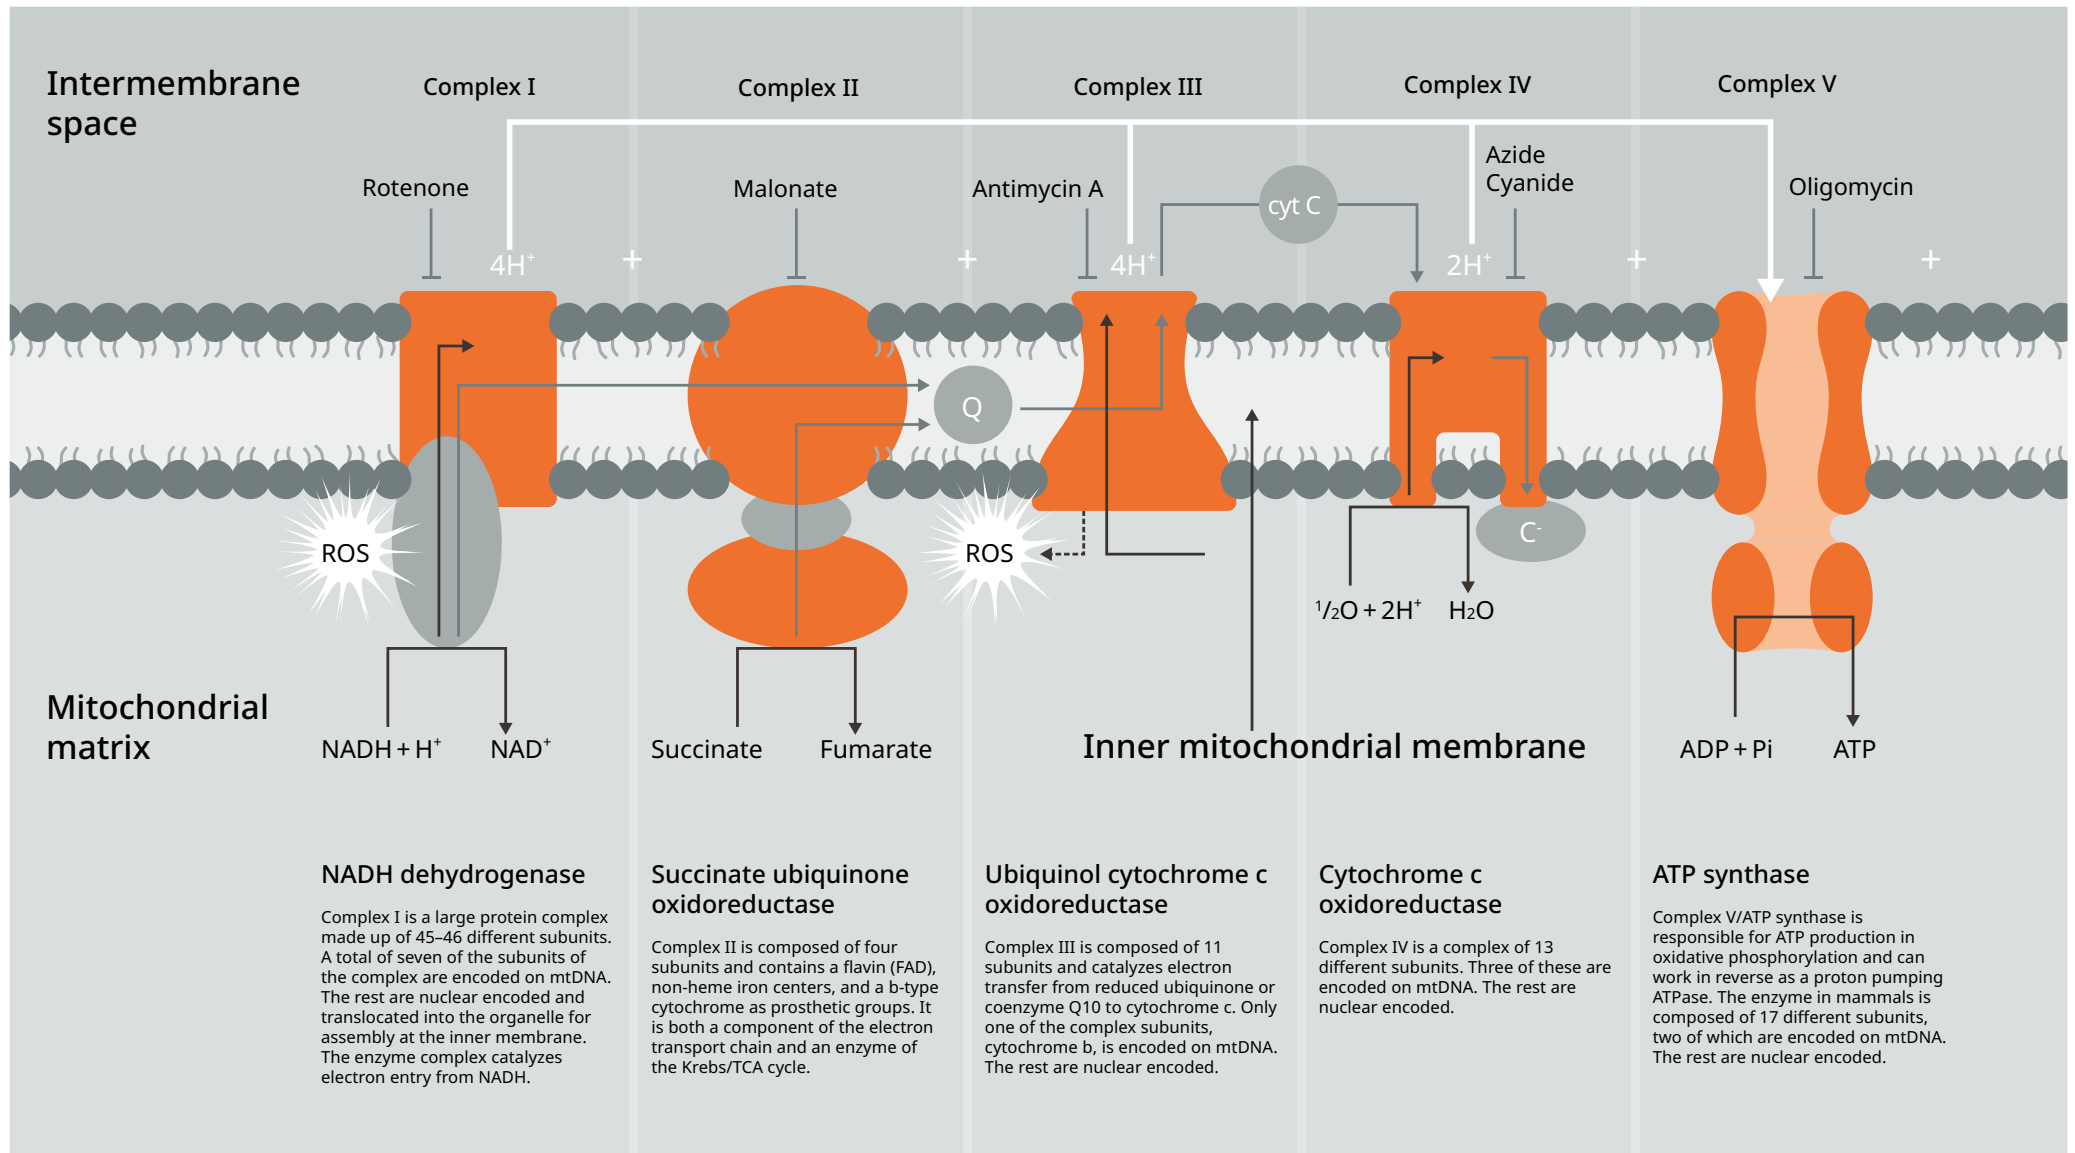 Intermembrane
space
Complex I
Complex II
Complex III
Complex IV
Complex V
Rotenone
Malonate
Antimycin A
cyt C
Azide
Cyanide
Oligomycin
4H⁺
+
+
4H⁺
2H⁺
+
+
Q
ROS
ROS
C⁻
¹/₂O + 2H⁺
H₂O
Mitochondrial
matrix
NADH + H⁺
NAD⁺
Succinate
Fumarate
Inner mitochondrial membrane
ADP + Pi
ATP
NADH dehydrogenase
Complex I is a large protein complex
made up of 45–46 different subunits.
A total of seven of the subunits of
the complex are encoded on mtDNA.
The rest are nuclear encoded and
translocated into the organelle for
assembly at the inner membrane.
The enzyme complex catalyzes
electron entry from NADH.
Succinate ubiquinone
oxidoreductase
Complex II is composed of four
subunits and contains a flavin (FAD),
non-heme iron centers, and a b-type
cytochrome as prosthetic groups. It
is both a component of the electron
transport chain and an enzyme of
the Krebs/TCA cycle.
Ubiquinol cytochrome c
oxidoreductase
Complex III is composed of 11
subunits and catalyzes electron
transfer from reduced ubiquinone or
coenzyme Q10 to cytochrome c. Only
one of the complex subunits,
cytochrome b, is encoded on mtDNA.
The rest are nuclear encoded.
Cytochrome c
oxidoreductase
Complex IV is a complex of 13
different subunits. Three of these are
encoded on mtDNA. The rest are
nuclear encoded.
ATP synthase
Complex V/ATP synthase is
responsible for ATP production in
oxidative phosphorylation and can
work in reverse as a proton pumping
ATPase. The enzyme in mammals is
composed of 17 different subunits,
two of which are encoded on mtDNA.
The rest are nuclear encoded.